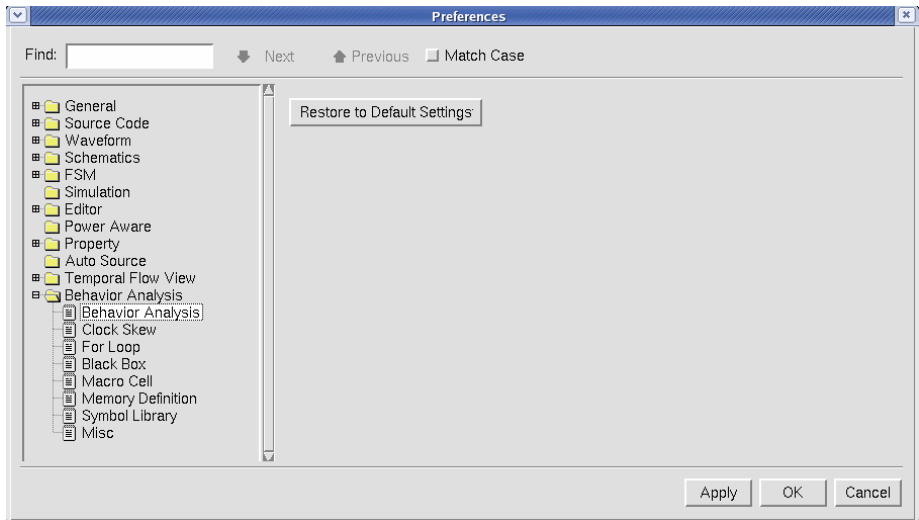 Preferences
Find: Next Previous Match Case
General
Source Code
Waveform
Schematics
FSM
Simulation
Editor
Power Aware
Property
Auto Source
Temporal Flow View
Behavior Analysis
Behavior Analysis
Clock Skew
For Loop
Black Box
Macro Cell
Memory Definition
Symbol Library
Misc
Restore to Default Settings
Apply OK Cancel